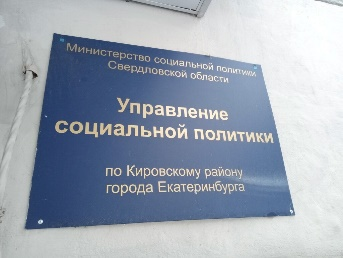 Министерство социальной политики
Свердловской области
Управление
социальной политики
по Кировскому району
города Екатеринбурга